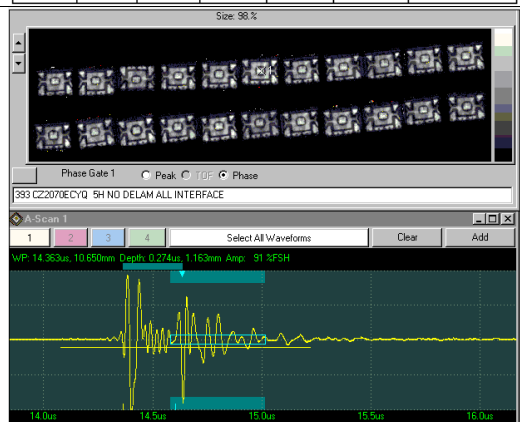 Size: 98.%
Phase Gate 1 Peak TOF Phase
393 CZ2070ECYQ 5H NO DELAM ALL INTERFACE
A-Scan 1
1 2 3 4 Select All Waveforms Clear Add
WP: 14.363us, 10.650mm Depth: 0.274us, 1.163mm Amp: 91 %FSH
14.0us 14.5us 15.0us 15.5us 16.0us